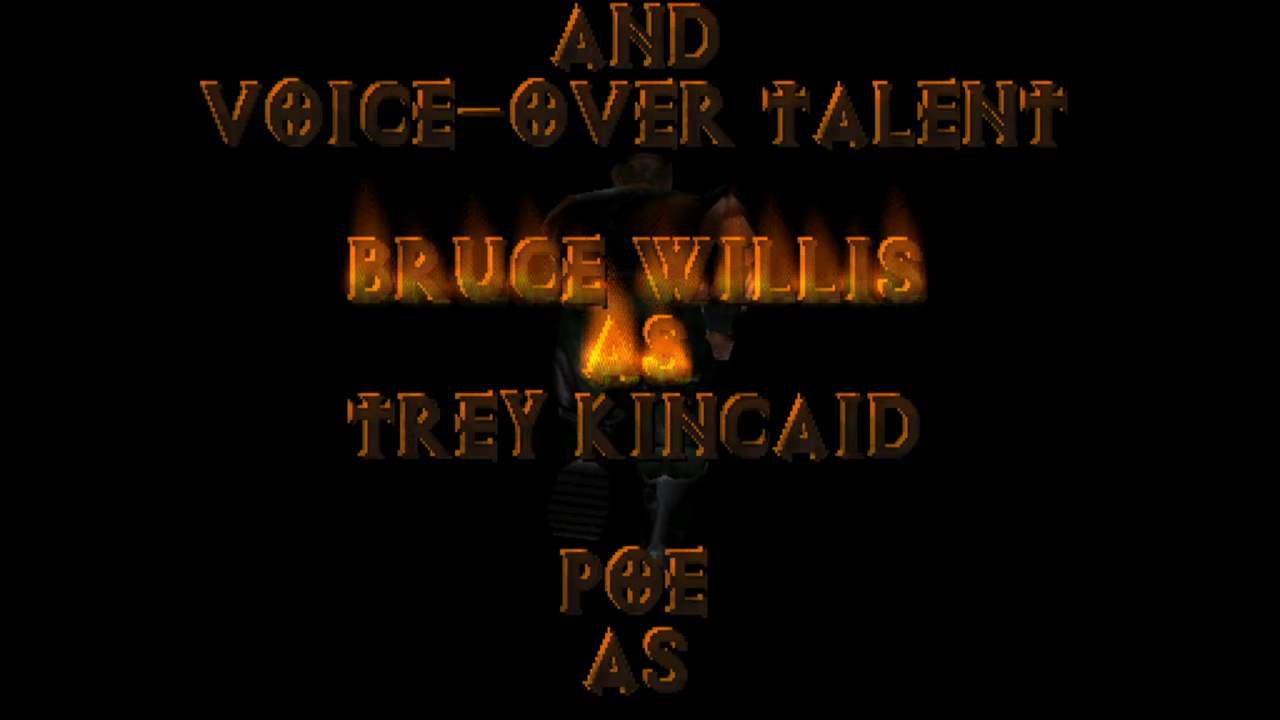 AND
VOICE-OVER TALENT
BRUCE WILLIS
AS
TREY KINCAID
POE
AS